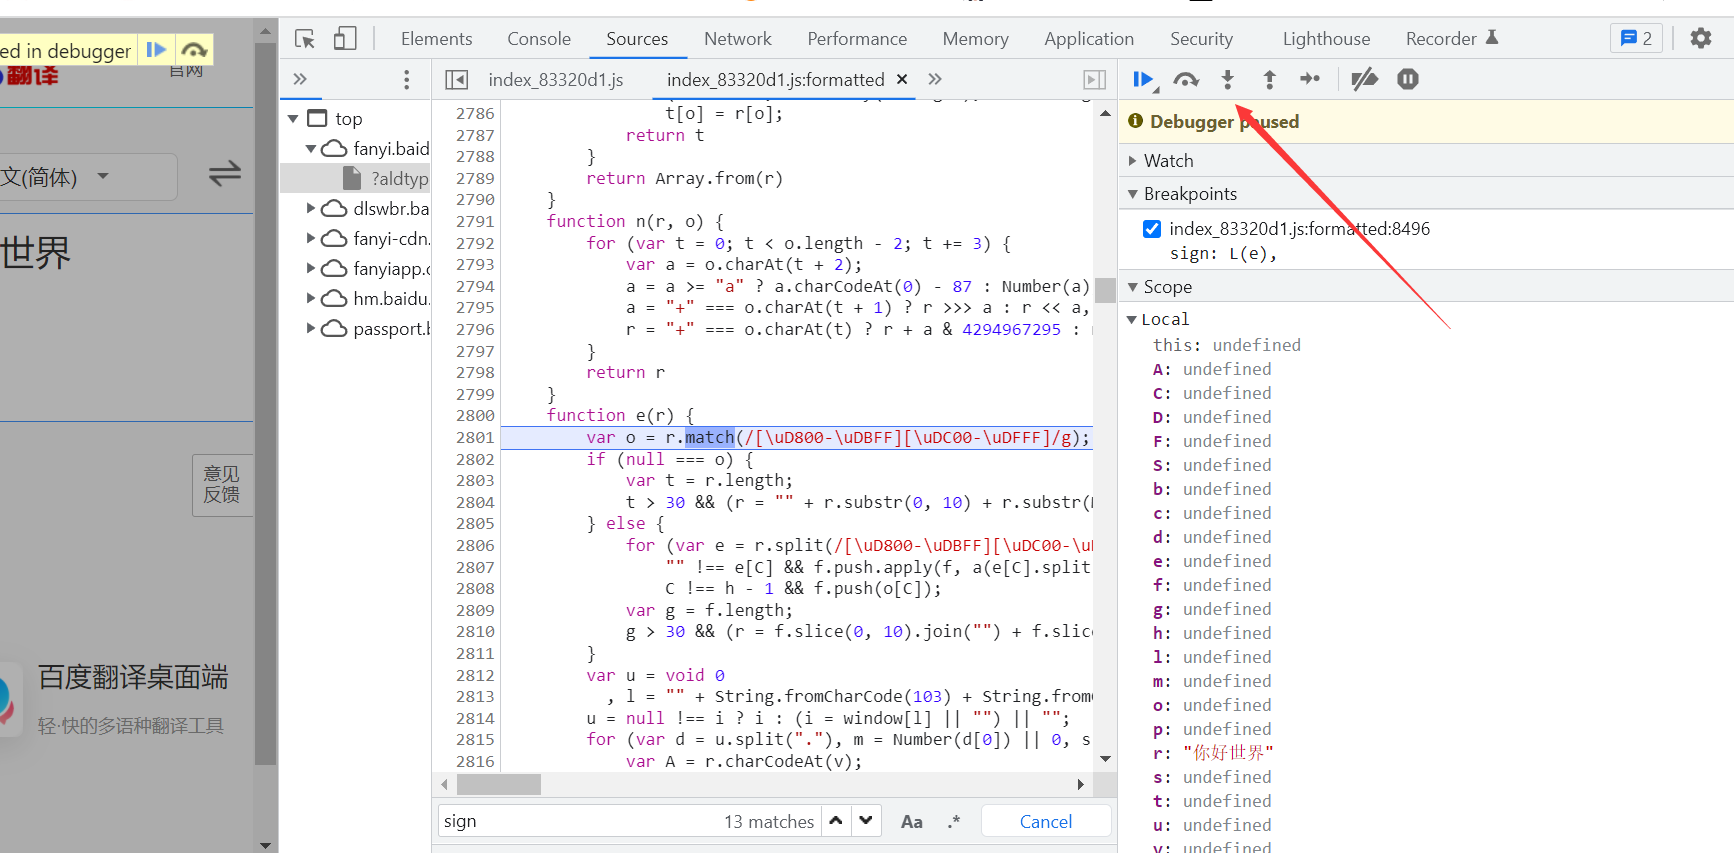 ed in debugger
翻译
官网
文(简体)
世界
意见
反馈
百度翻译桌面端
轻·快的多语种翻译工具
Elements Console Sources Network Performance Memory Application Security Lighthouse Recorder 2
» index_83320d1.js index_83320d1.js:formatted × »
top
fanyi.baid
?aldtyp
dlswbr.ba
fanyi-cdn.
fanyiapp.c
hm.baidu.
passport.b
2786 t[o] = r[o];
2787 return t
2788 }
2789 return Array.from(r)
2790 }
2791 function n(r, o) {
2792 for (var t = 0; t < o.length - 2; t += 3) {
2793 var a = o.charAt(t + 2);
2794 a = a >= "a" ? a.charCodeAt(0) - 87 : Number(a)
2795 a = "+" === o.charAt(t + 1) ? r >>> a : r << a,
2796 r = "+" === o.charAt(t) ? r + a & 4294967295 :
2797 }
2798 return r
2799 }
2800 function e(r) {
2801 var o = r.match(/[\uD800-\uDBFF][\uDC00-\uDFFF]/g);
2802 if (null === o) {
2803 var t = r.length;
2804 t > 30 && (r = "" + r.substr(0, 10) + r.substr(
2805 } else {
2806 for (var e = r.split(/[\uD800-\uDBFF][\uDC00-\u
2807 "" !== e[C] && f.push.apply(f, a(e[C].split
2808 C !== h - 1 && f.push(o[C]);
2809 var g = f.length;
2810 g > 30 && (r = f.slice(0, 10).join("") + f.slic
2811 }
2812 var u = void 0
2813 , l = "" + String.fromCharCode(103) + String.from
2814 u = null !== i ? i : (i = window[l] || "") || "";
2815 for (var d = u.split("."), m = Number(d[0]) || 0, s
2816 var A = r.charCodeAt(v);
sign 13 matches Aa .* Cancel
Debugger paused
Watch
Breakpoints
index_83320d1.js:formatted:8496
sign: L(e),
Scope
Local
this: undefined
A: undefined
C: undefined
D: undefined
F: undefined
S: undefined
b: undefined
c: undefined
d: undefined
e: undefined
f: undefined
g: undefined
h: undefined
l: undefined
m: undefined
o: undefined
p: undefined
r: "你好世界"
s: undefined
t: undefined
u: undefined
v: undefined